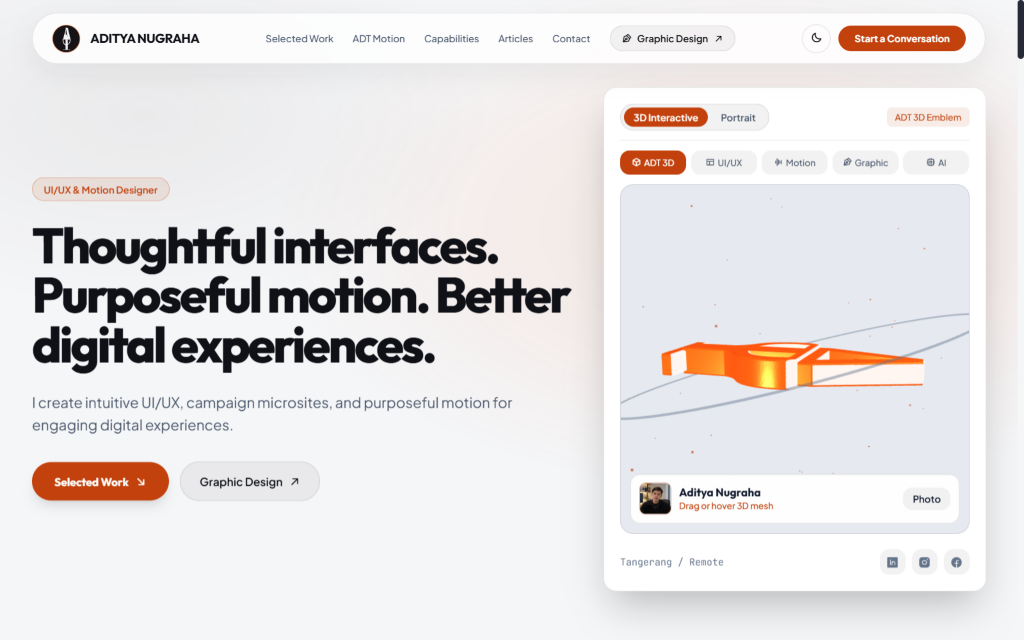 ADITYA NUGRAHA
Selected Work
ADT Motion
Capabilities
Articles
Contact
Graphic Design
Start a Conversation
UI/UX & Motion Designer
Thoughtful interfaces.
Purposeful motion. Better
digital experiences.
I create intuitive UI/UX, campaign microsites, and purposeful motion for
engaging digital experiences.
Selected Work
Graphic Design
3D Interactive
Portrait
ADT 3D Emblem
ADT 3D
UI/UX
Motion
Graphic
AI
Aditya Nugraha
Drag or hover 3D mesh
Photo
Tangerang / Remote